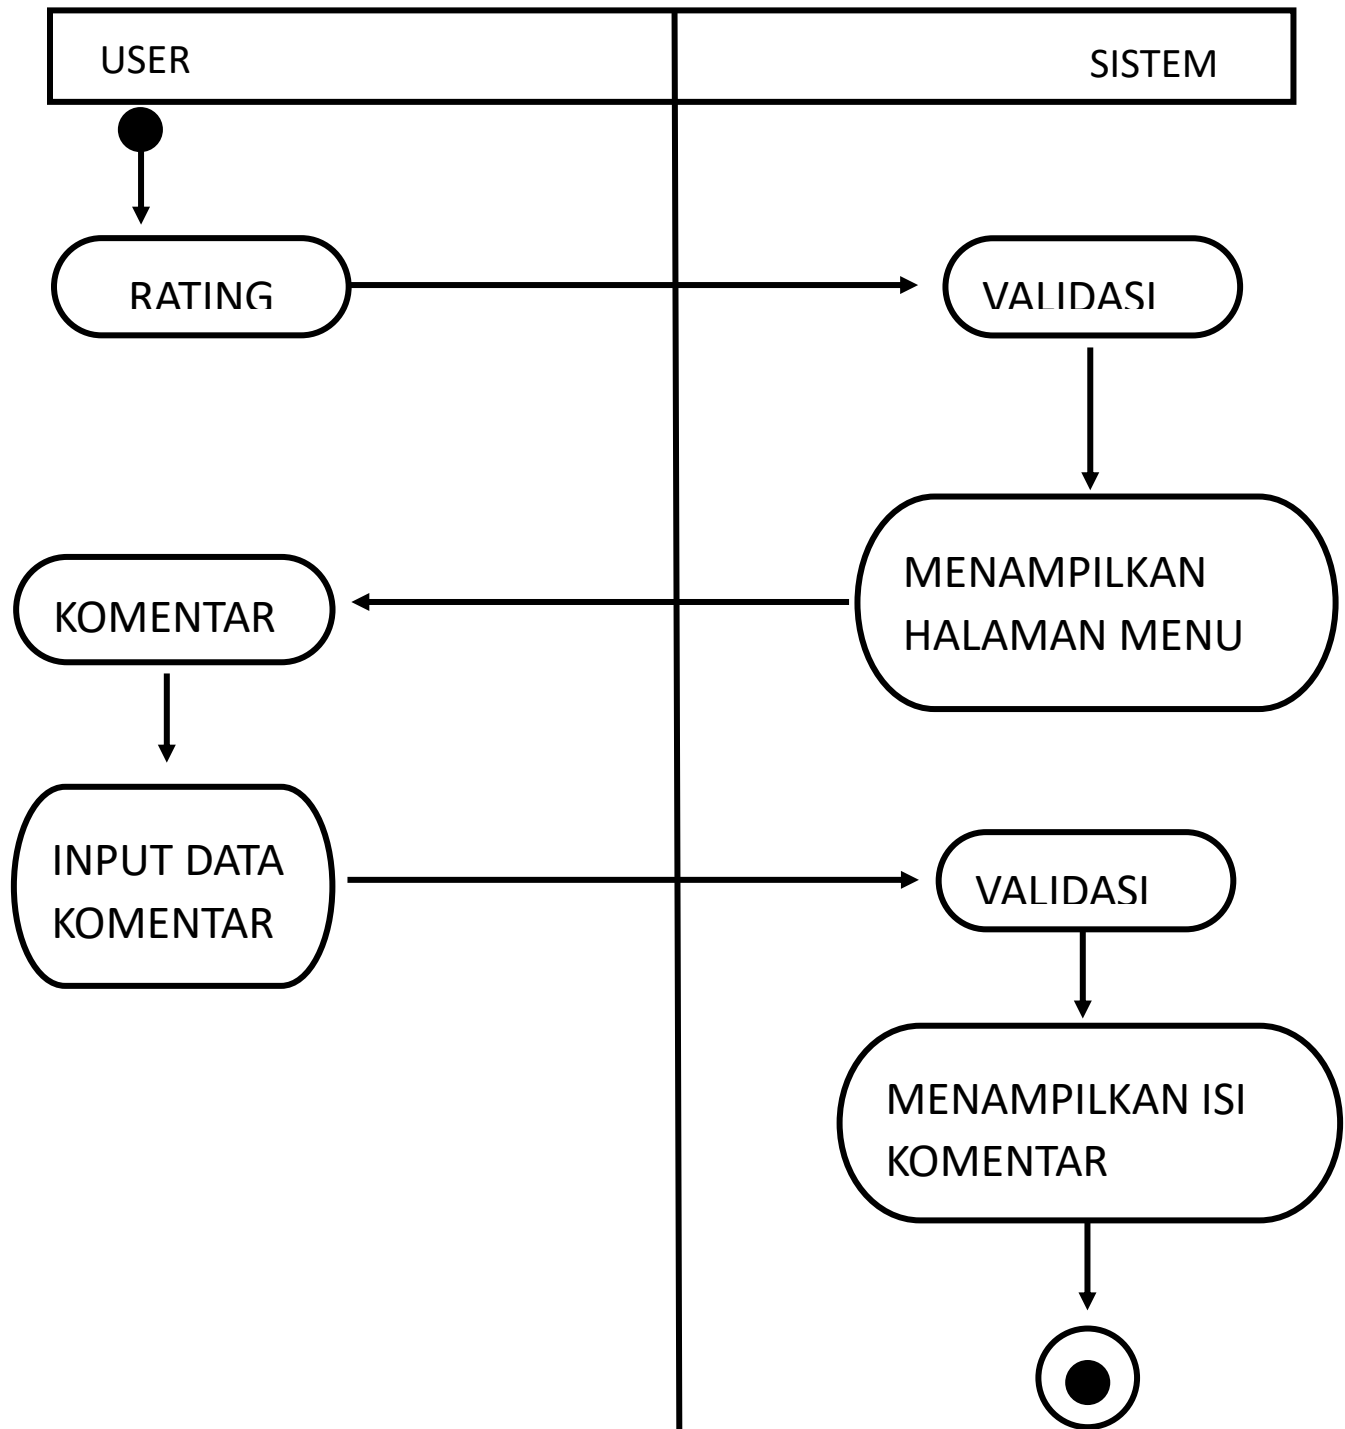 USER
SISTEM
RATING
VALIDASI
MENAMPILKAN
HALAMAN MENU
KOMENTAR
INPUT DATA
KOMENTAR
VALIDASI
MENAMPILKAN ISI
KOMENTAR